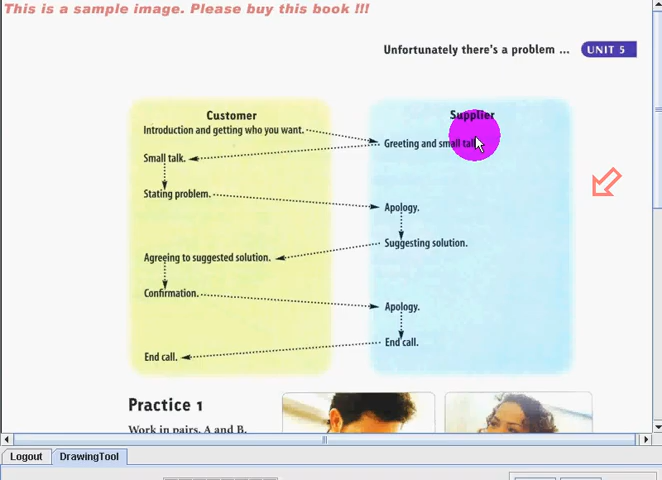 This is a sample image. Please buy this book !!!
Unfortunately there's a problem ... UNIT 5
Customer
Introduction and getting who you want.
Small talk.
Stating problem.
Agreeing to suggested solution.
Confirmation.
End call.
Supplier
Greeting and small talk
Apology.
Suggesting solution.
Apology.
End call.
Practice 1
Work in pairs, A and B.
Logout DrawingTool